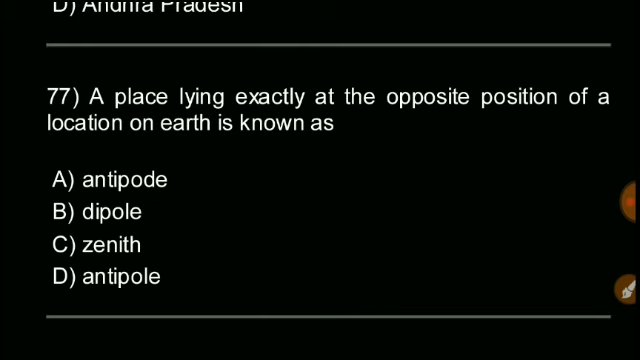 D) Andhra Pradesh
77) A place lying exactly at the opposite position of a
location on earth is known as
A) antipode
B) dipole
C) zenith
D) antipole